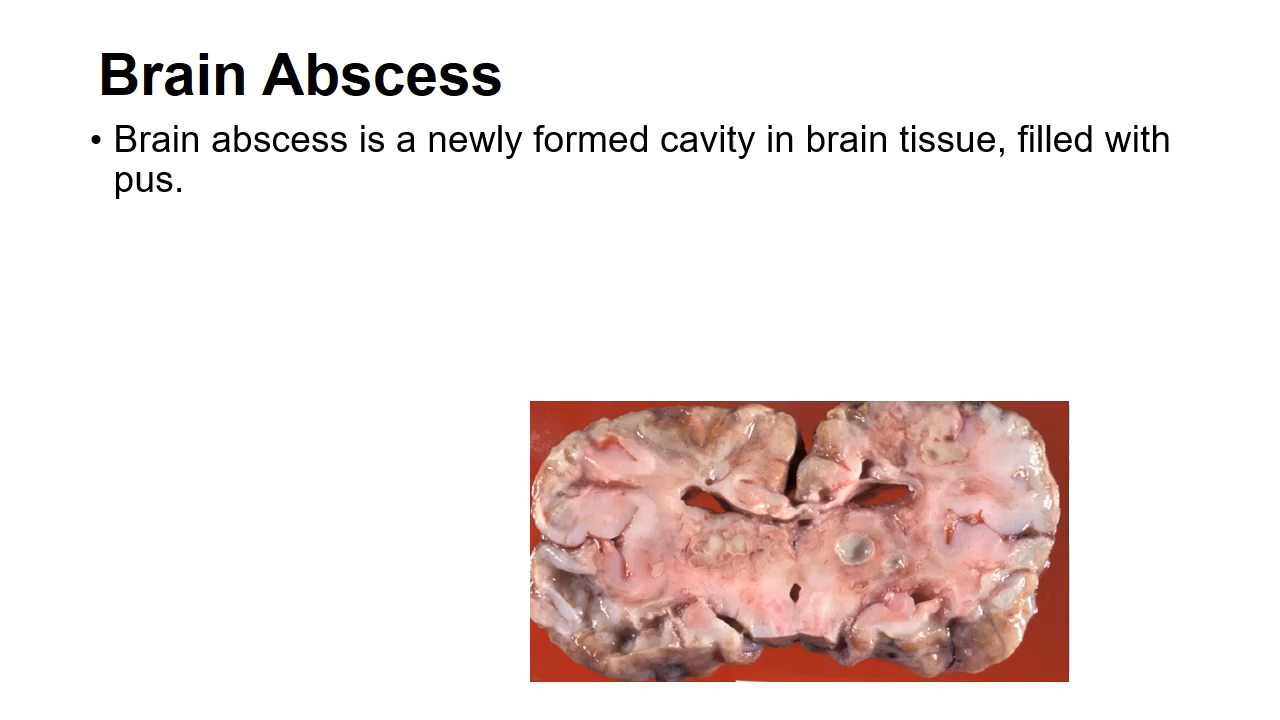 Brain Abscess
• Brain abscess is a newly formed cavity in brain tissue, filled with
pus.